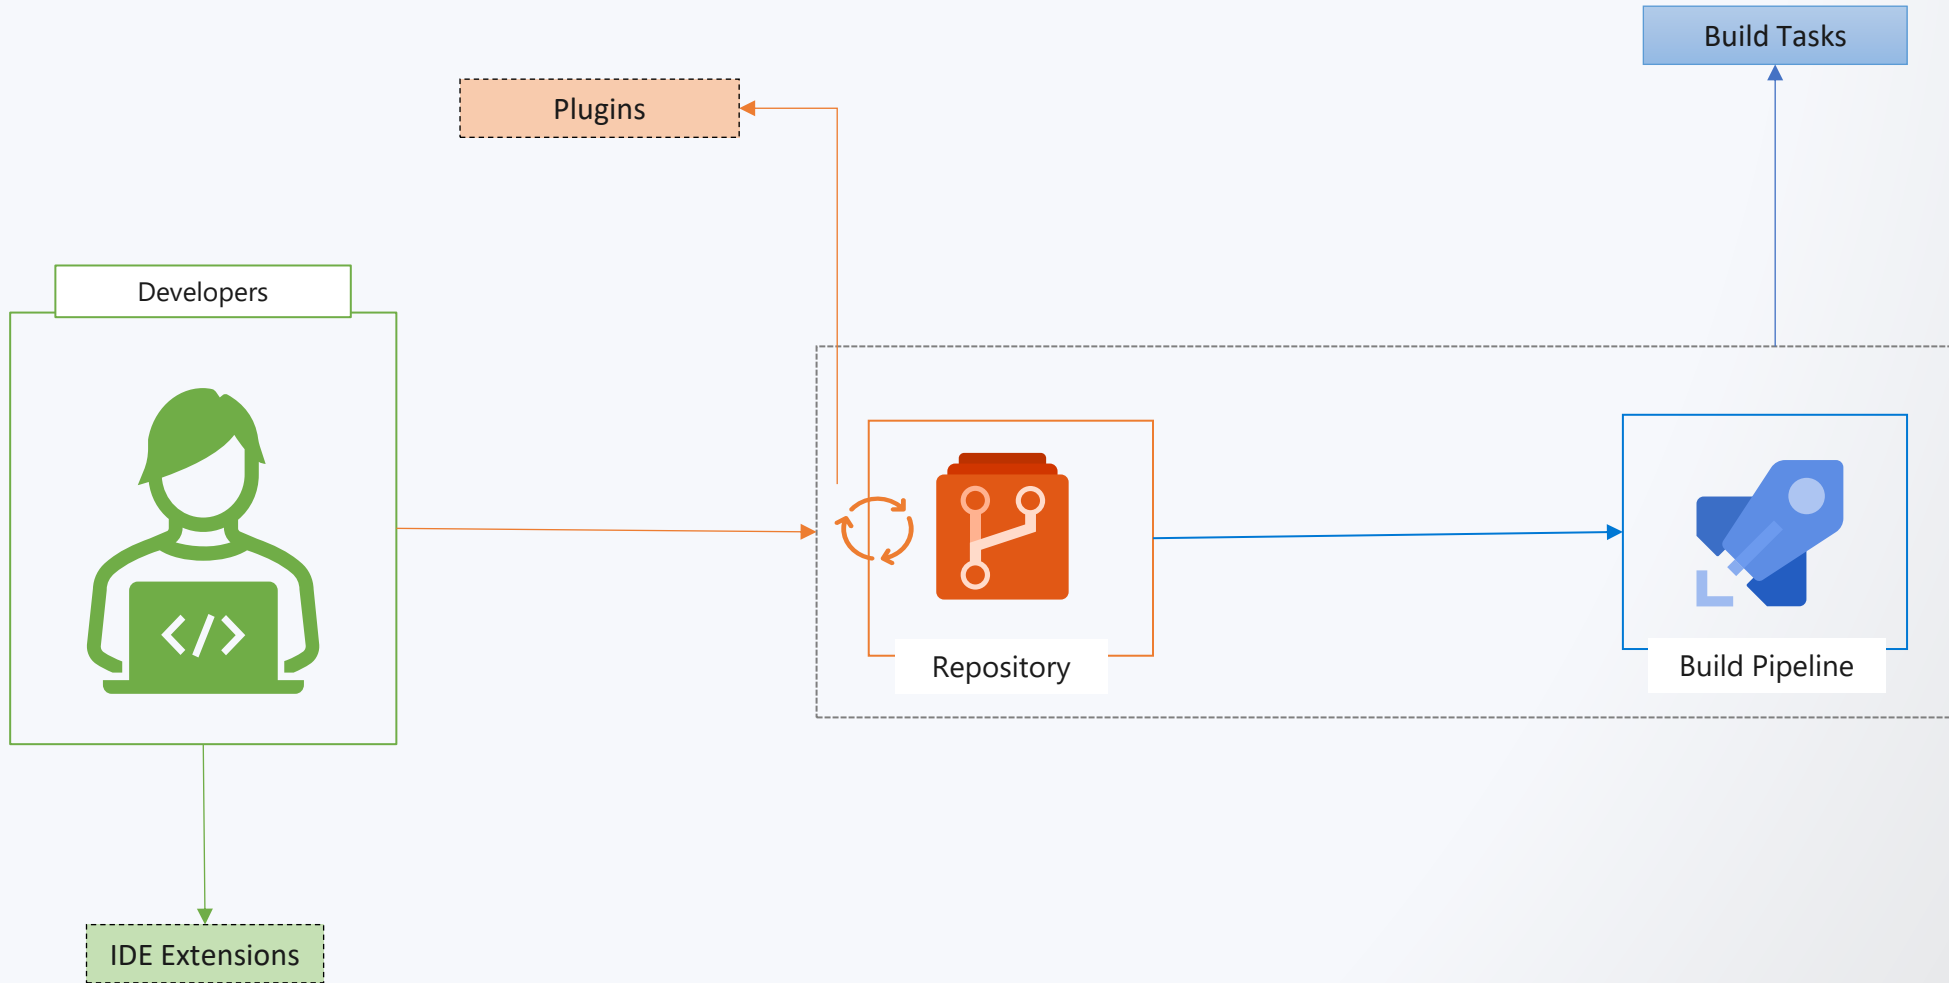 Build Tasks
Plugins
Developers
Repository
Build Pipeline
IDE Extensions